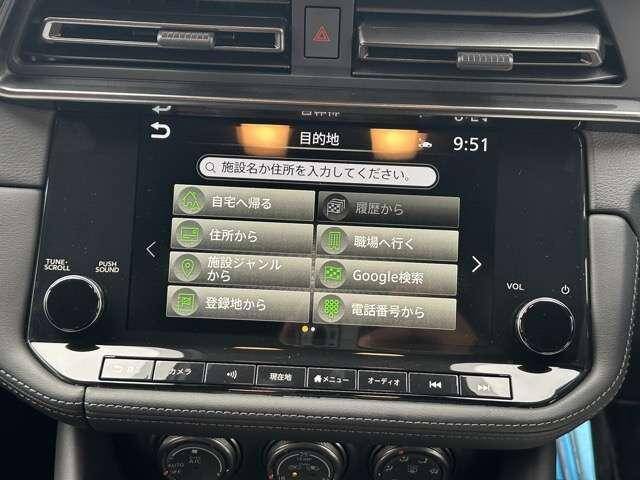 目的地
9:51
施設名か住所を入力してください。
自宅へ帰る
履歴から
住所から
職場へ行く
施設ジャンル
から
Google検索
登録地から
電話番号から
TUNE・
SCROLL
PUSH
SOUND
VOL
カメラ
現在地
メニュー
オーディオ
AUTO
OFF
A/C